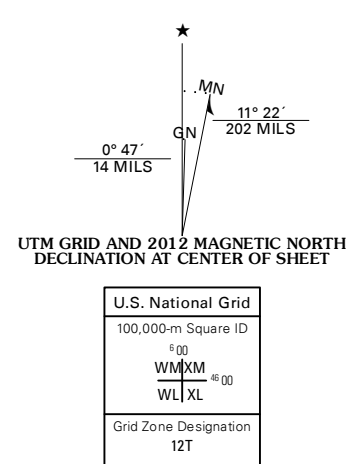 ★
MN
GN
11° 22´
202 MILS
0° 47´
14 MILS
UTM GRID AND 2012 MAGNETIC NORTH
DECLINATION AT CENTER OF SHEET
U.S. National Grid
100,000-m Square ID
6 00
WM XM
46 00
WL XL
Grid Zone Designation
12T